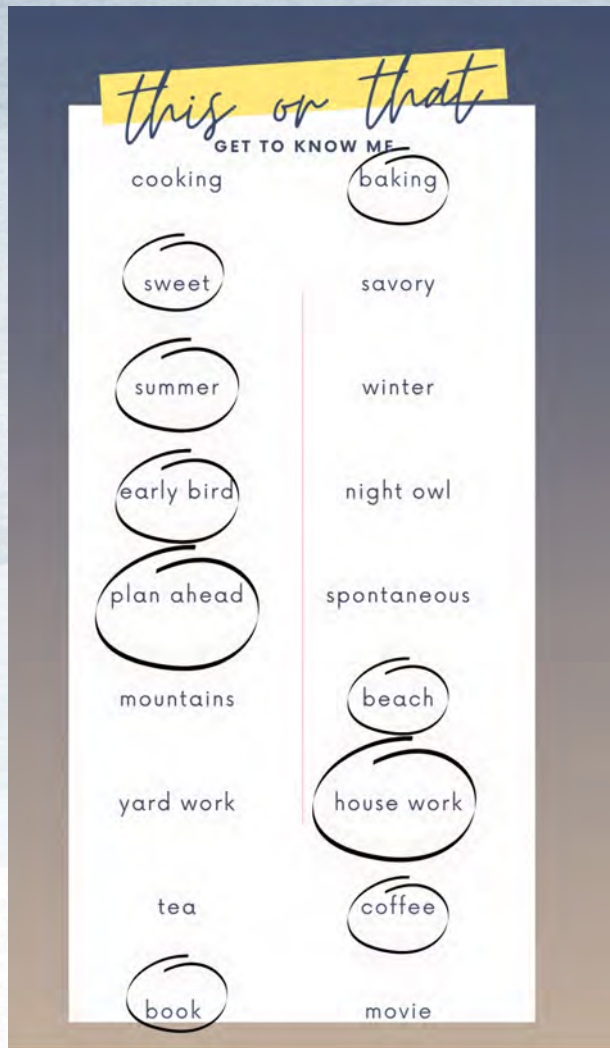 this or that
GET TO KNOW ME
cooking baking
sweet savory
summer winter
early bird night owl
plan ahead spontaneous
mountains beach
yard work house work
tea coffee
book movie